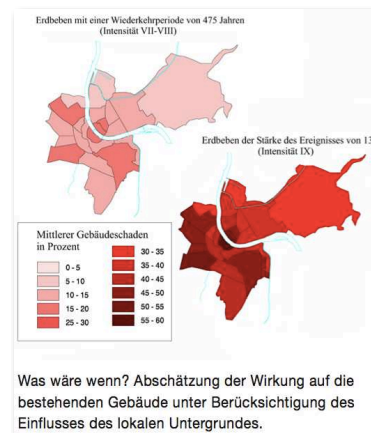 Erdbeben mit einer Wiederkehrperiode von 475 Jahren
(Intensität VII-VIII)
Erdbeben der Stärke des Ereignisses von 13
(Intensität IX)
Mittlerer Gebäudeschaden
in Prozent
0 - 5
5 - 10
10 - 15
15 - 20
25 - 30
30 - 35
35 - 40
40 - 45
45 - 50
50 - 55
55 - 60
Was wäre wenn? Abschätzung der Wirkung auf die
bestehenden Gebäude unter Berücksichtigung des
Einflusses des lokalen Untergrundes.